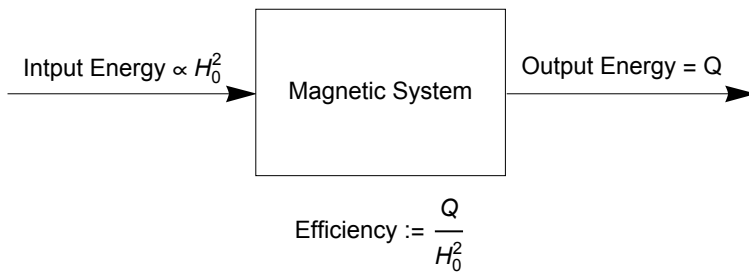 Intput Energy ∝ H₀²
Magnetic System
Output Energy = Q
Efficiency := Q / H₀²